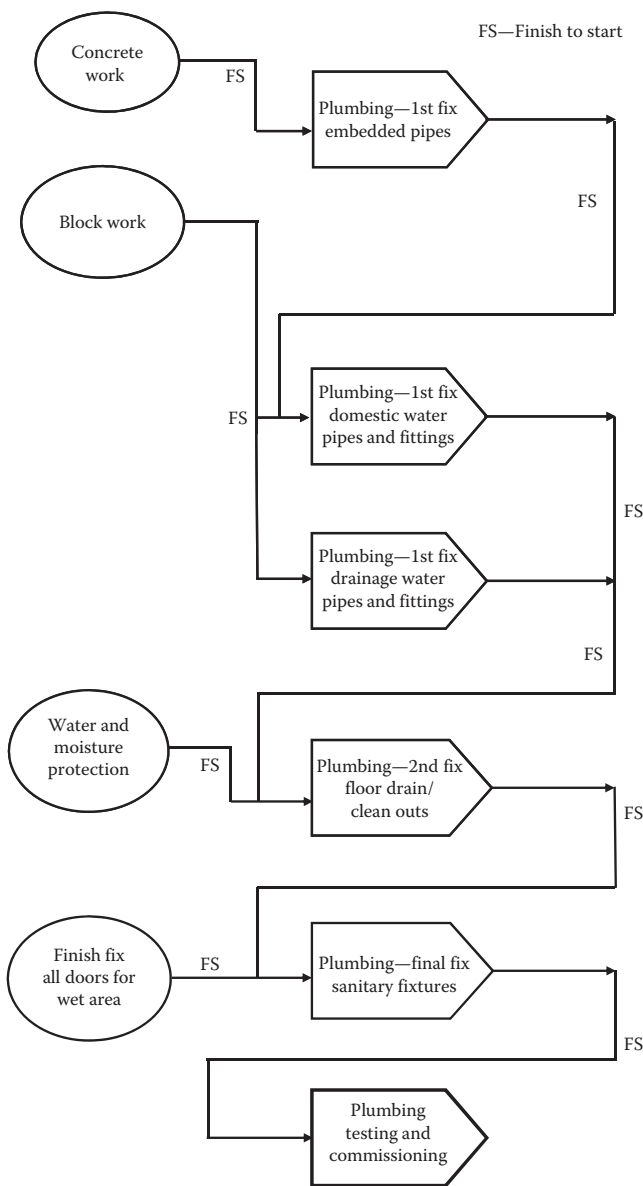 FS—Finish to start
Concrete
work
FS
Plumbing—1st fix
embedded pipes
FS
Block work
FS
Plumbing—1st fix
domestic water
pipes and fittings
FS
Plumbing—1st fix
drainage water
pipes and fittings
FS
Water and
moisture
protection
FS
Plumbing—2nd fix
floor drain/
clean outs
FS
Finish fix
all doors for
wet area
FS
Plumbing—final fix
sanitary fixtures
FS
Plumbing
testing and
commissioning